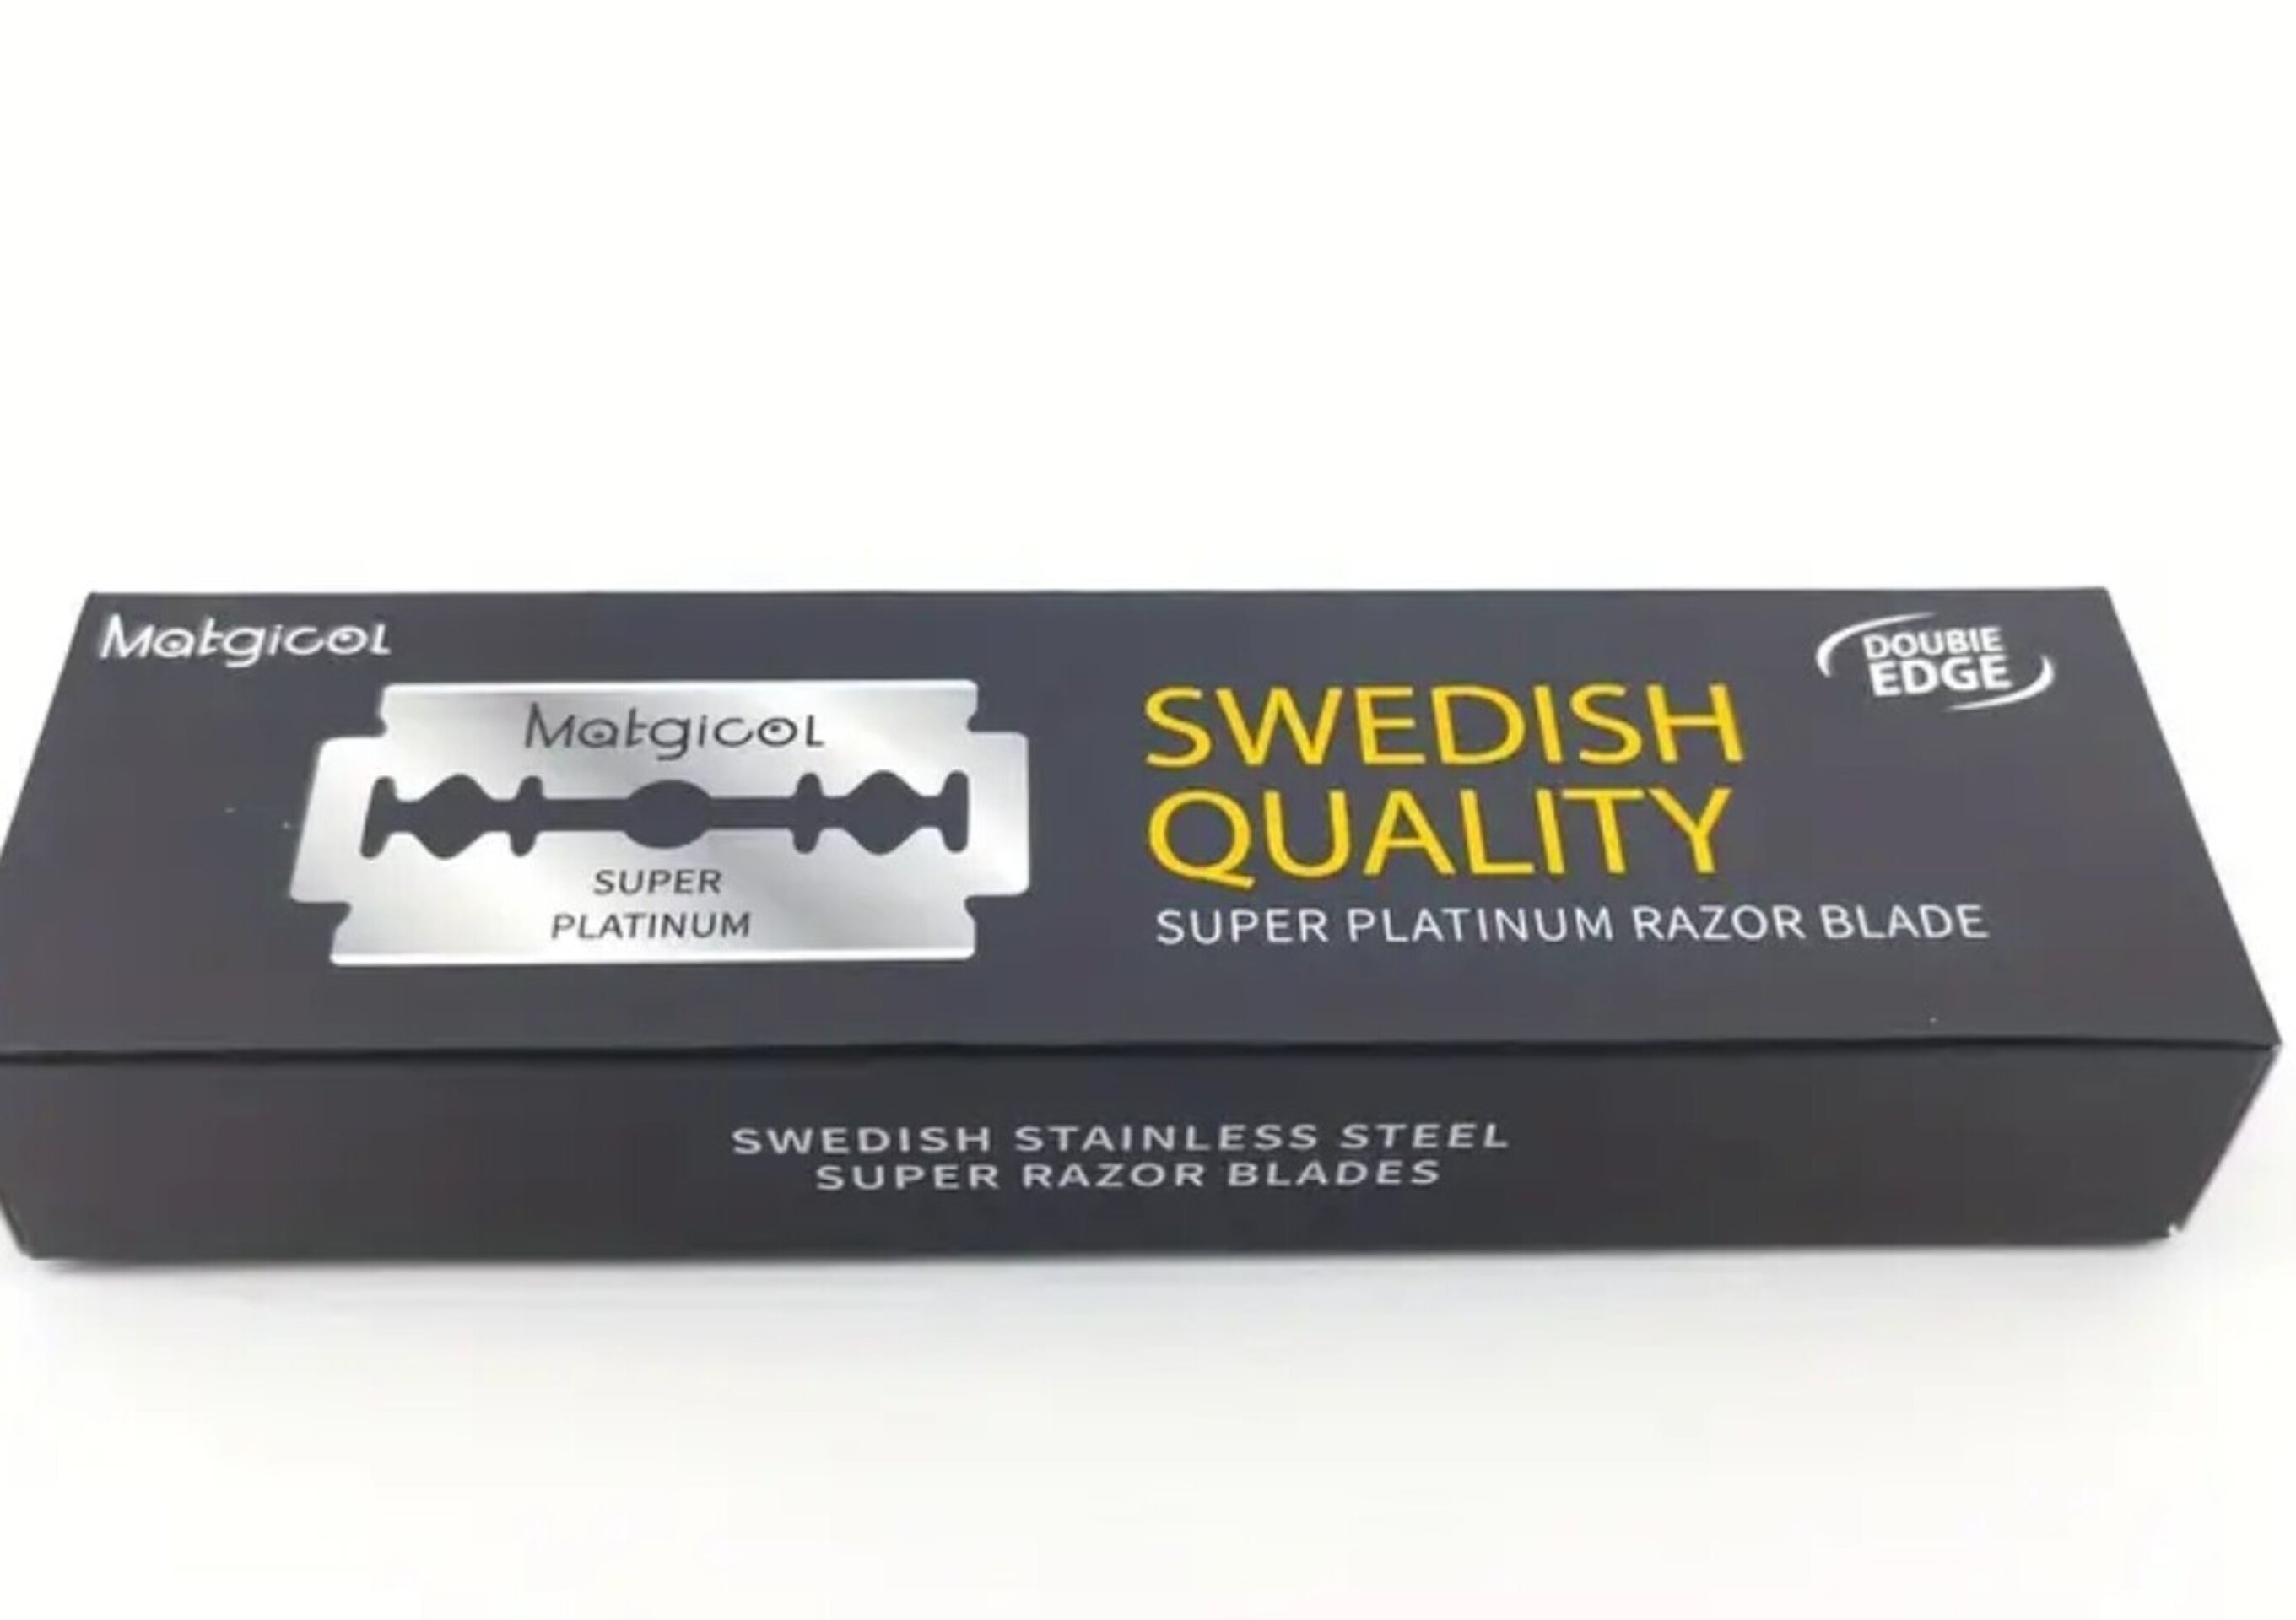 Matgicol
DOUBIE
EDGE
Matgicol
SUPER
PLATINUM
SWEDISH
QUALITY
SUPER PLATINUM RAZOR BLADE
SWEDISH STAINLESS STEEL
SUPER RAZOR BLADES